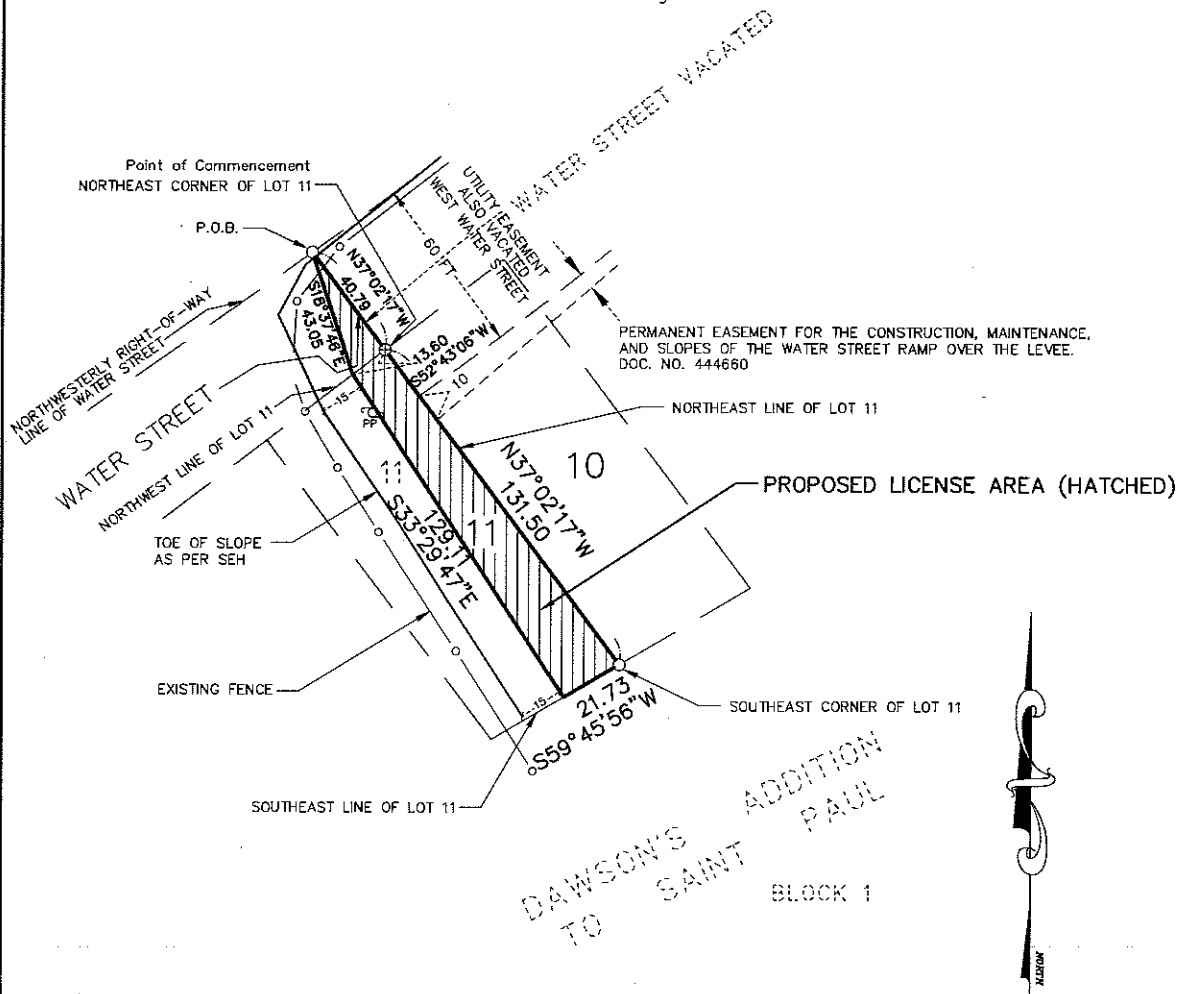 WATER STREET VACATED
Point of Commencement
NORTHEAST CORNER OF LOT 11
P.O.B.
UTILITY EASEMENT
ALSO VACATED
WEST WATER STREET
60 FT
N37°02'17"W
40.79
S18°37'46"E
43.05
13.60
S52°43'06"W
10
NORTHWESTERLY RIGHT-OF-WAY
LINE OF WATER STREET
PERMANENT EASEMENT FOR THE CONSTRUCTION, MAINTENANCE,
AND SLOPES OF THE WATER STREET RAMP OVER THE LEVEE.
DOC. NO. 444660
NORTHEAST LINE OF LOT 11
WATER STREET
NORTHWEST LINE OF LOT 11
15
PP
11
10
N37°02'17"W
131.50
PROPOSED LICENSE AREA (HATCHED)
129.11
S33°29'47"E
11
TOE OF SLOPE
AS PER SEH
EXISTING FENCE
15
21.73
S59°45'56"W
SOUTHEAST CORNER OF LOT 11
SOUTHEAST LINE OF LOT 11
DAWSON'S ADDITION
TO SAINT PAUL
BLOCK 1
NORTH